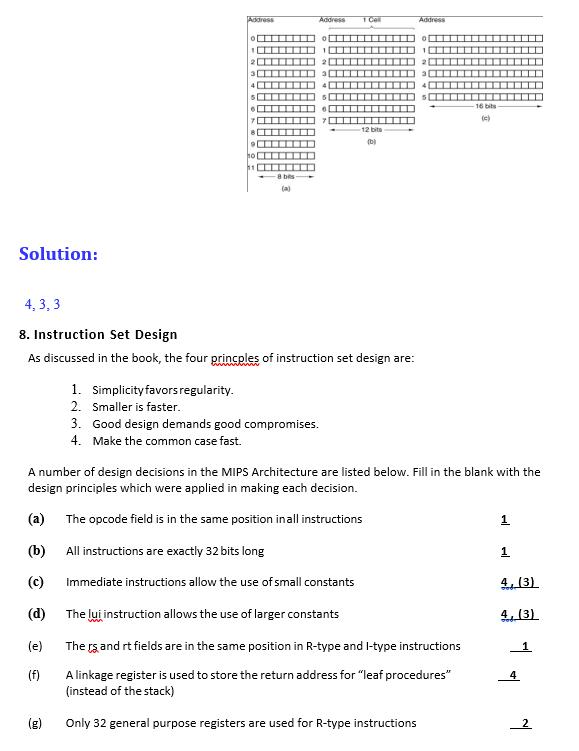 Address Address 1 Cell Address
0 0 0
1 1 1
2 2 2
3 3 3
4 4 4
5 5 5
6 6 16 bits
7 7 (c)
8 12 bits
9 (b)
10
11
8 bits
(a)
Solution:
4, 3, 3
8. Instruction Set Design
As discussed in the book, the four princples of instruction set design are:
1. Simplicity favors regularity.
2. Smaller is faster.
3. Good design demands good compromises.
4. Make the common case fast.
A number of design decisions in the MIPS Architecture are listed below. Fill in the blank with the
design principles which were applied in making each decision.
(a) The opcode field is in the same position in all instructions 1
(b) All instructions are exactly 32 bits long 1
(c) Immediate instructions allow the use of small constants 4, (3)
(d) The lui instruction allows the use of larger constants 4, (3)
(e) The rs and rt fields are in the same position in R-type and I-type instructions 1
(f) A linkage register is used to store the return address for “leaf procedures” 4
(instead of the stack)
(g) Only 32 general purpose registers are used for R-type instructions 2